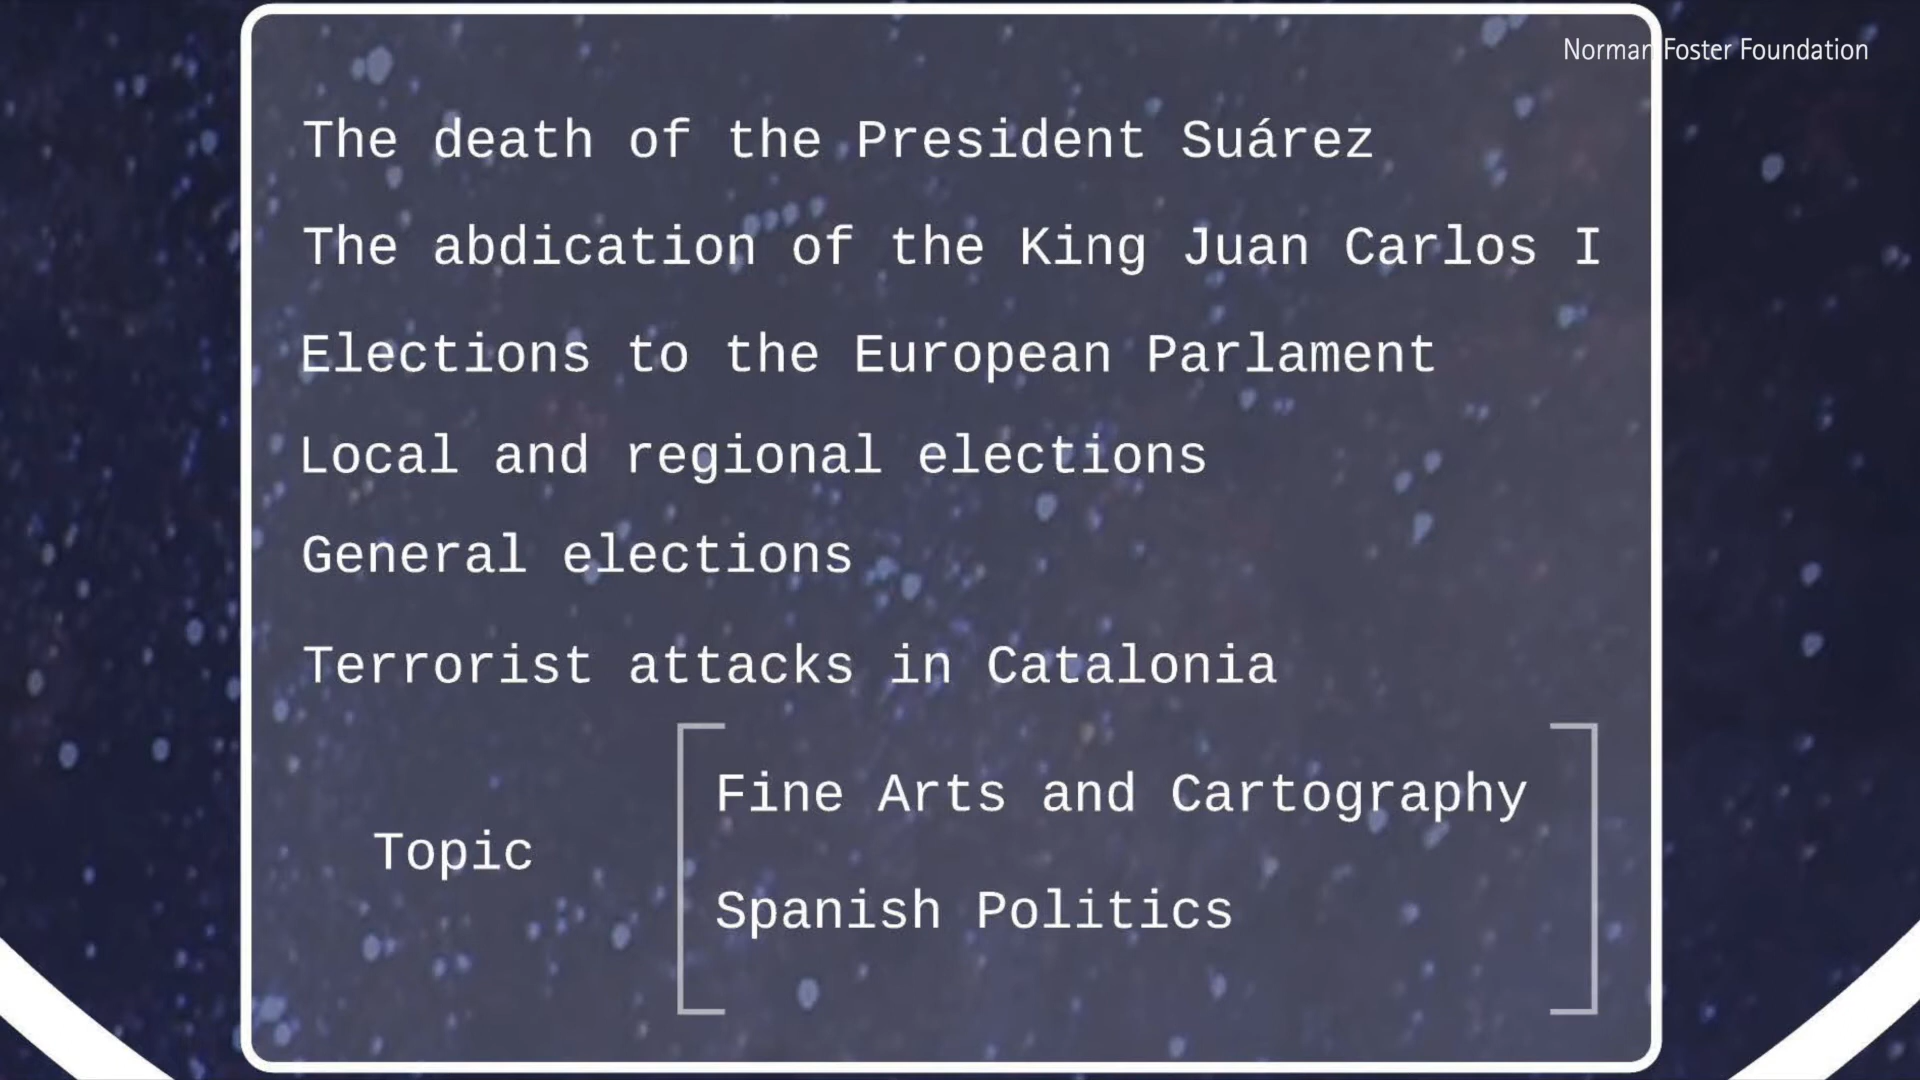 Norman Foster Foundation
The death of the President Suárez
The abdication of the King Juan Carlos I
Elections to the European Parlament
Local and regional elections
General elections
Terrorist attacks in Catalonia
Topic
Fine Arts and Cartography
Spanish Politics